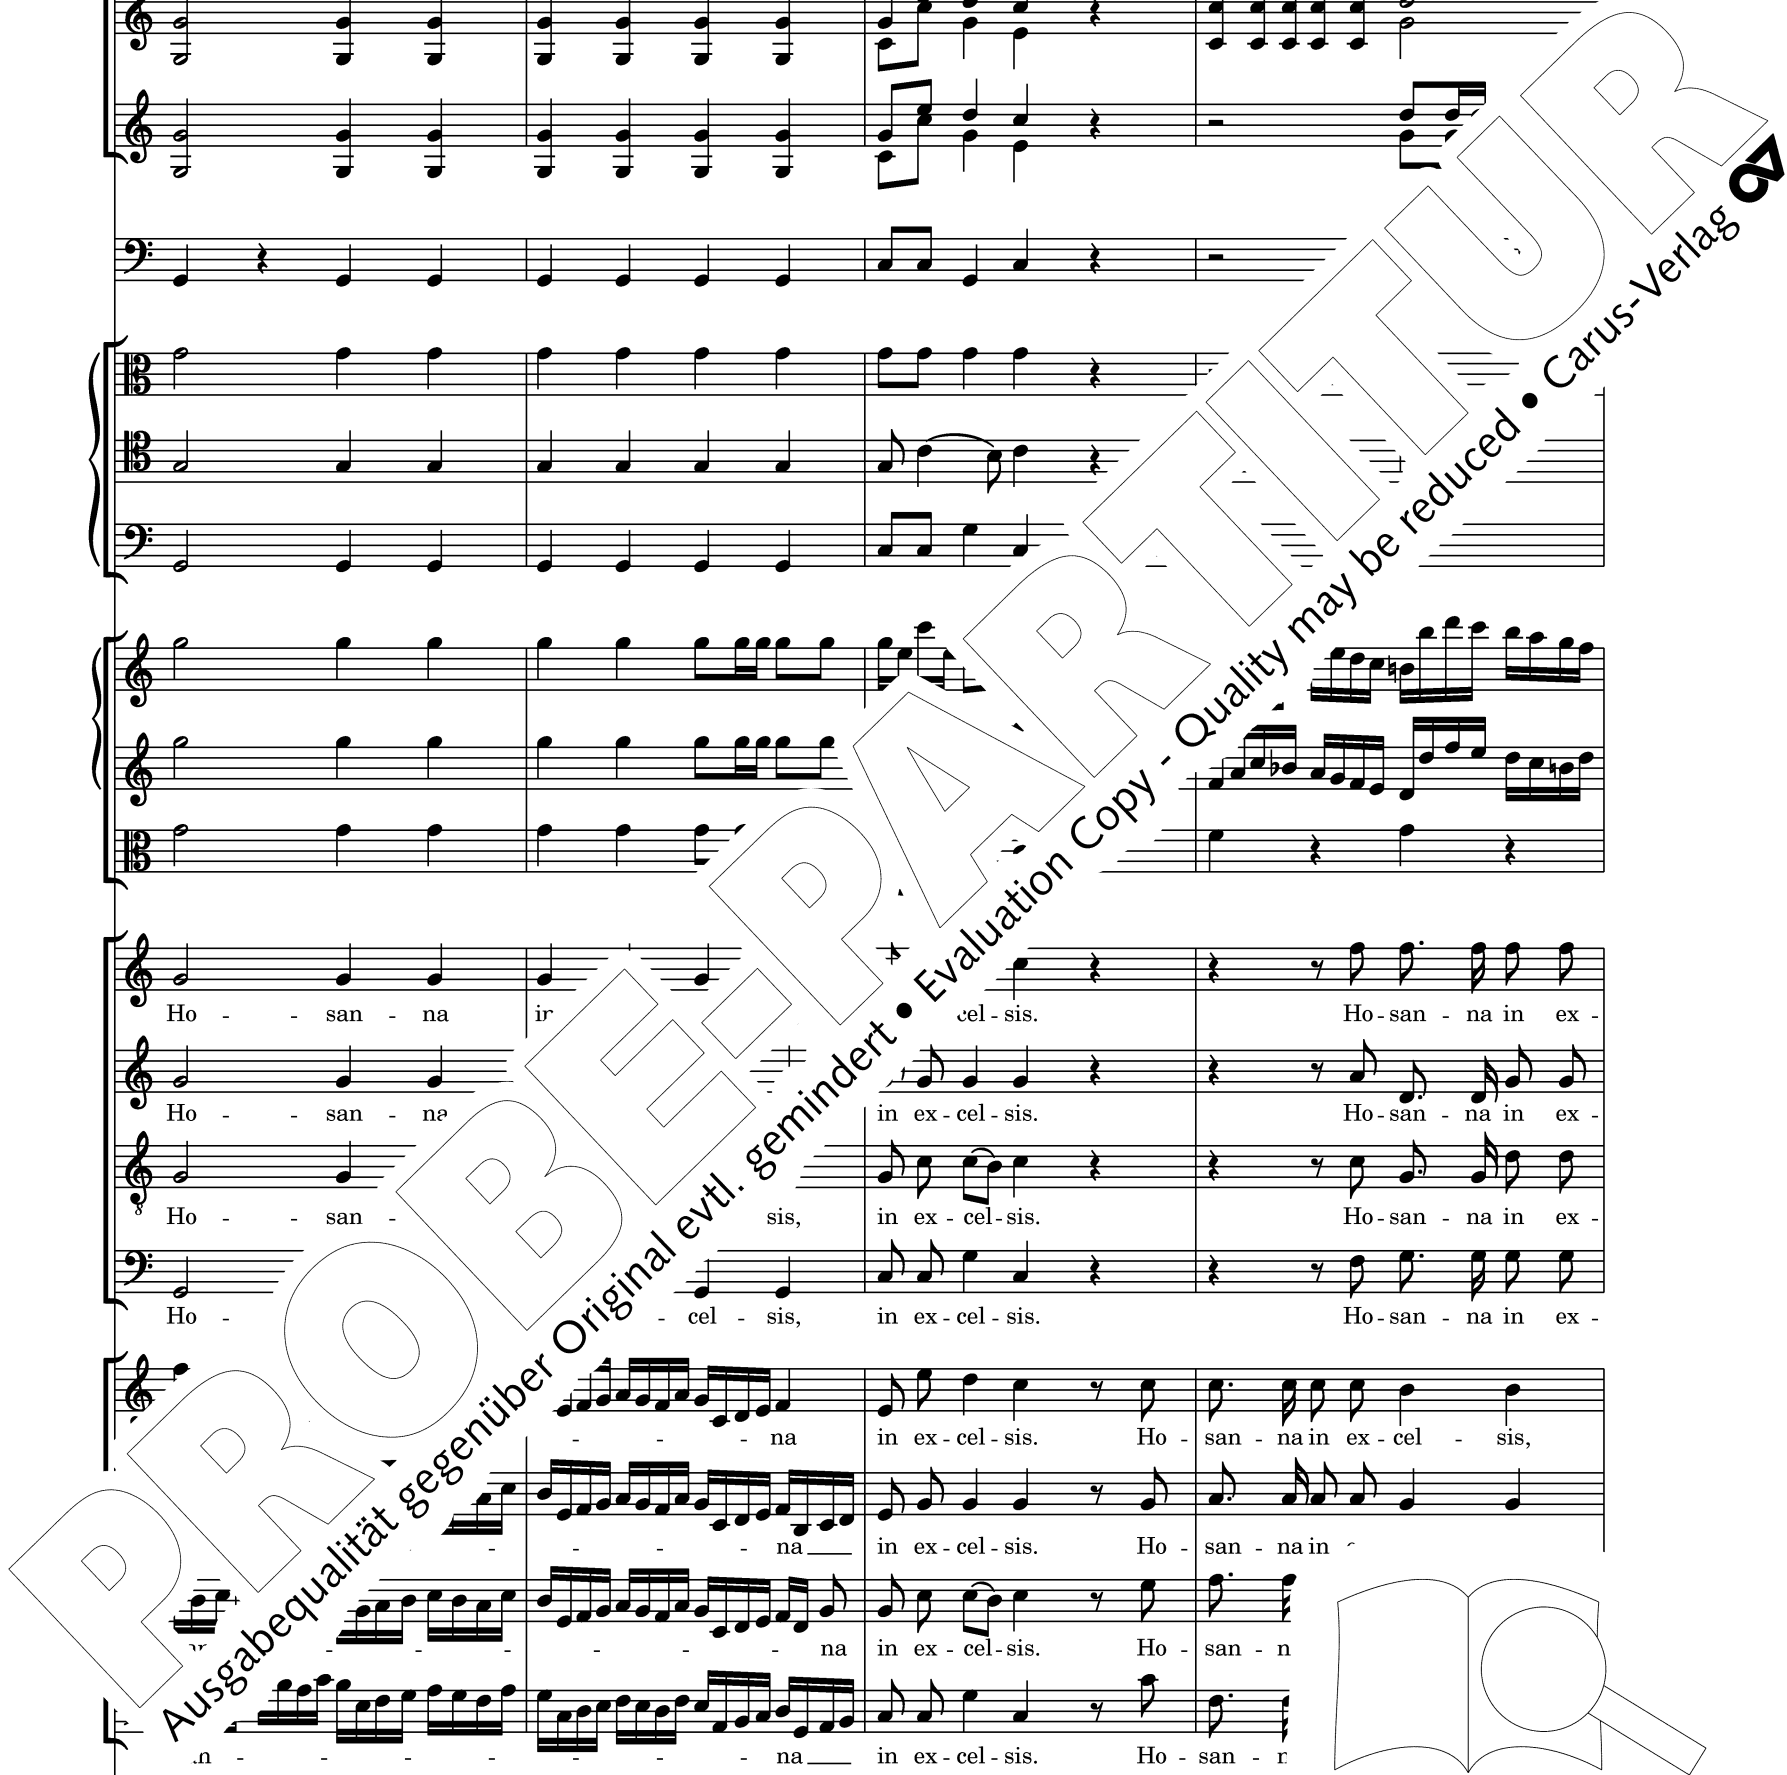 PROBE-PARTITUR
Ausgabequalität gegenüber Original evtl. gemindert • Evaluation Copy - Quality may be reduced • Carus-Verlag
Ho - - san - na cel - sis. Ho - san - na in ex -
Ho - - san - in ex - cel - sis. Ho - san - na in ex -
Ho - - san - sis, in ex - cel - sis. Ho - san - na in ex -
Ho - - cel - sis, in ex - cel - sis. Ho - san - na in ex -
- - - na in ex - cel - sis. Ho - san - na in ex - cel - sis,
- - - - na in ex - cel - sis. Ho - san - na in
- - - - - - - na in ex - cel - sis. Ho - san -
- - - - - - - na in ex - cel - sis. Ho - san -